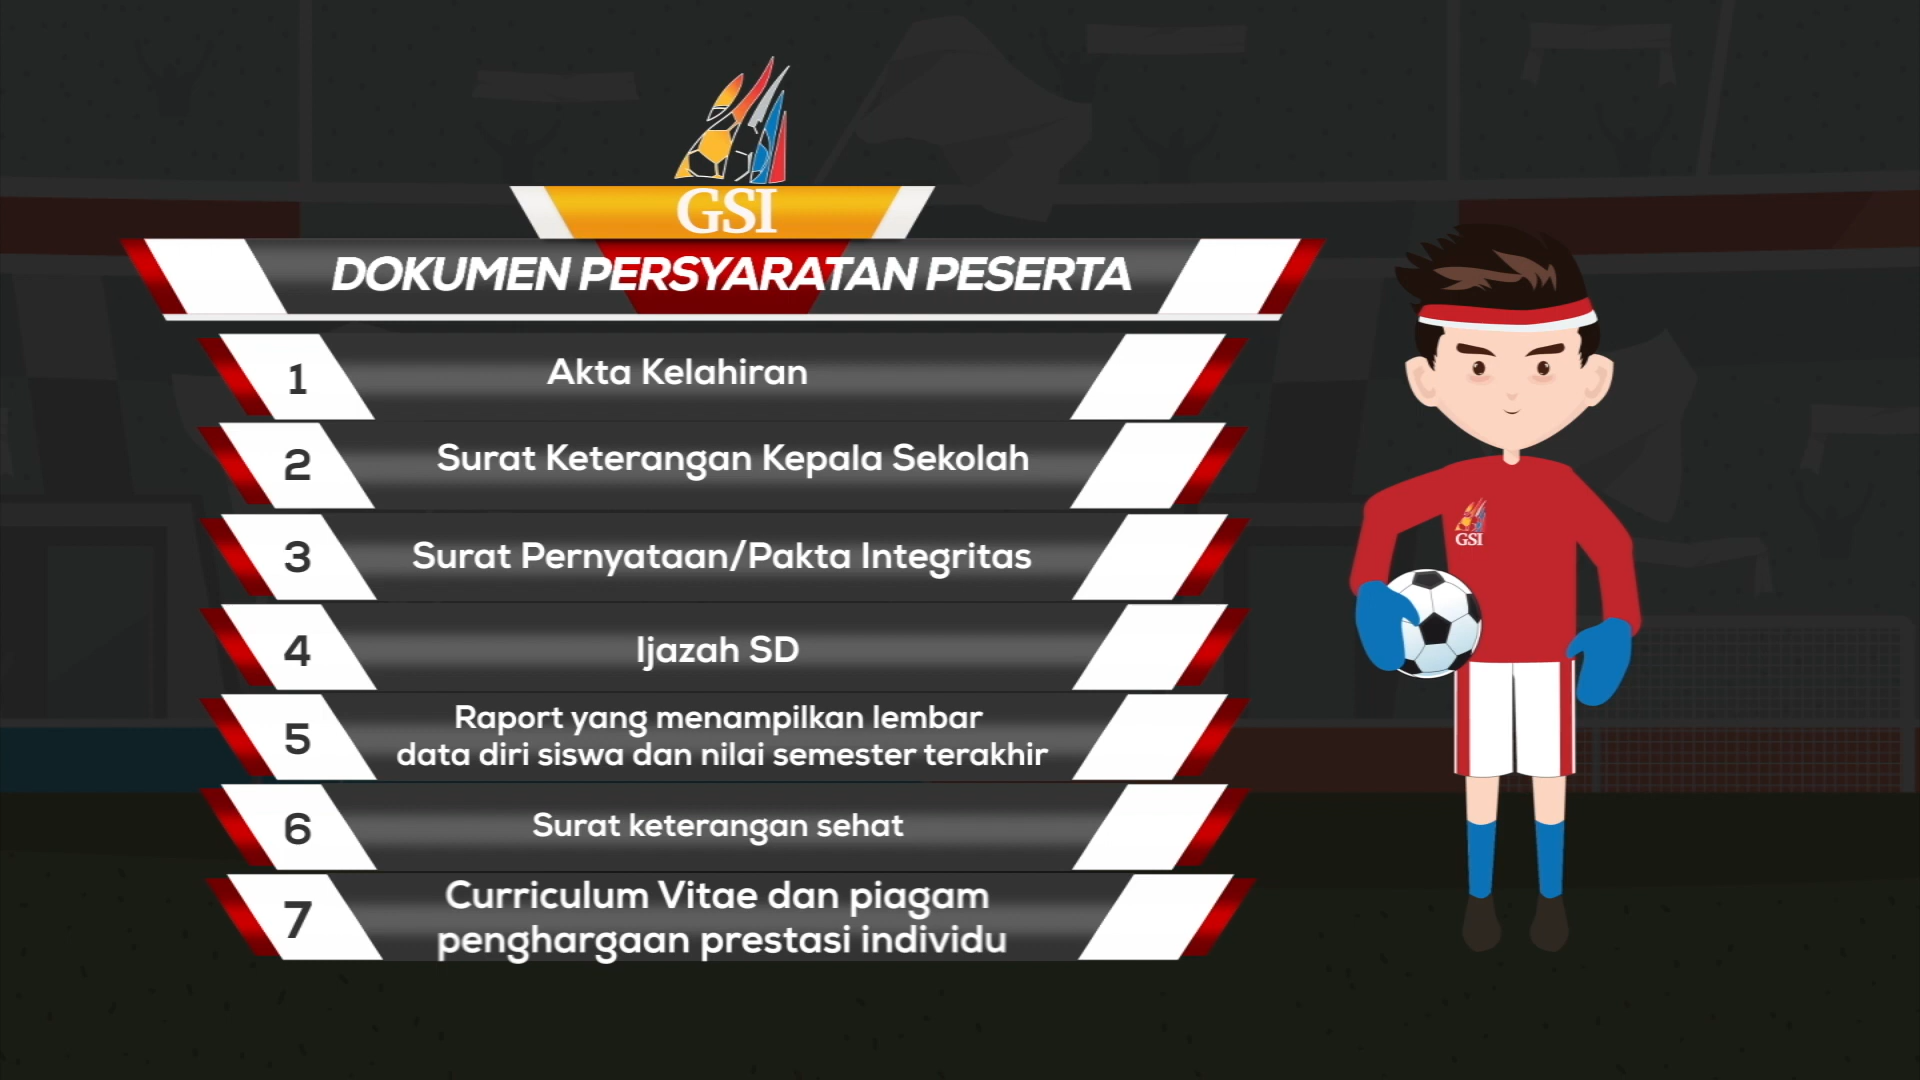 GSI
DOKUMEN PERSYARATAN PESERTA
1
Akta Kelahiran
2
Surat Keterangan Kepala Sekolah
3
Surat Pernyataan/Pakta Integritas
4
Ijazah SD
5
Raport yang menampilkan lembar
data diri siswa dan nilai semester terakhir
6
Surat keterangan sehat
7
Curriculum Vitae dan piagam
penghargaan prestasi individu
GSI